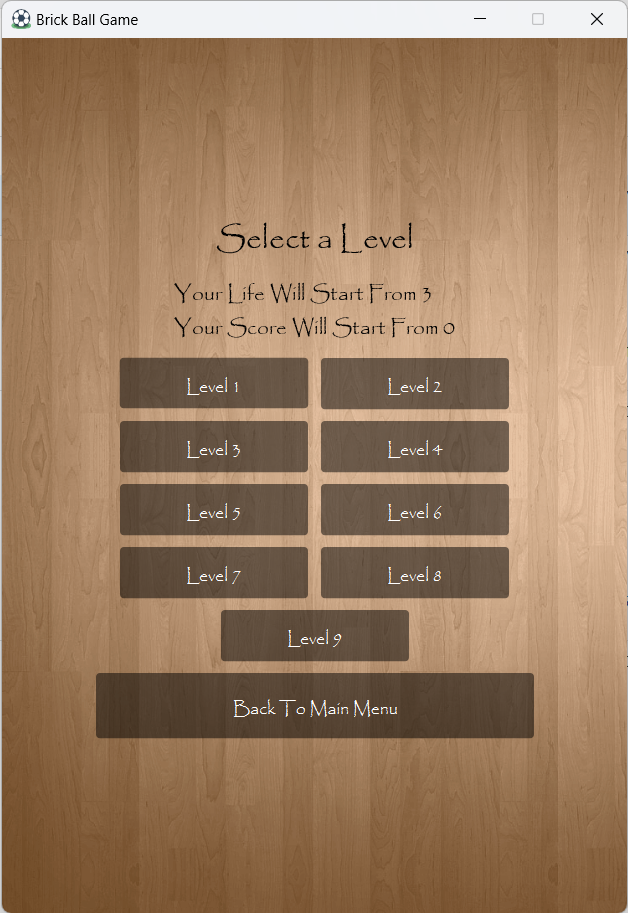 Brick Ball Game
Select a Level
Your Life Will Start From 3
Your Score Will Start From 0
Level 1
Level 2
Level 3
Level 4
Level 5
Level 6
Level 7
Level 8
Level 9
Back To Main Menu